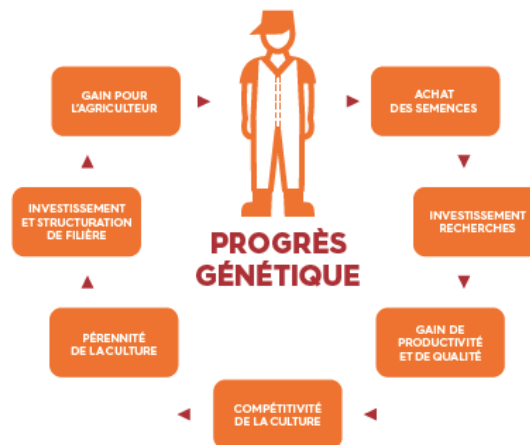 GAIN POUR
L'AGRICULTEUR
ACHAT
DES SEMENCES
INVESTISSEMENT
RECHERCHES
GAIN DE
PRODUCTIVITÉ
ET DE QUALITÉ
COMPÉTITIVITÉ
DE LA CULTURE
PÉRENNITÉ
DE LA CULTURE
INVESTISSEMENT
ET STRUCTURATION
DE FILIÈRE
PROGRÈS
GÉNÉTIQUE